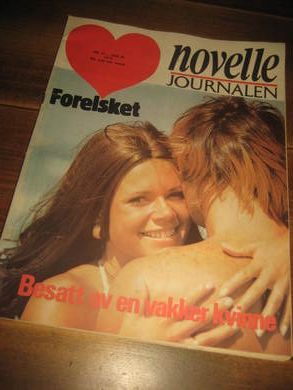 novelle
JOURNALEN
Forelsket
Besatt av en vakker kvinne